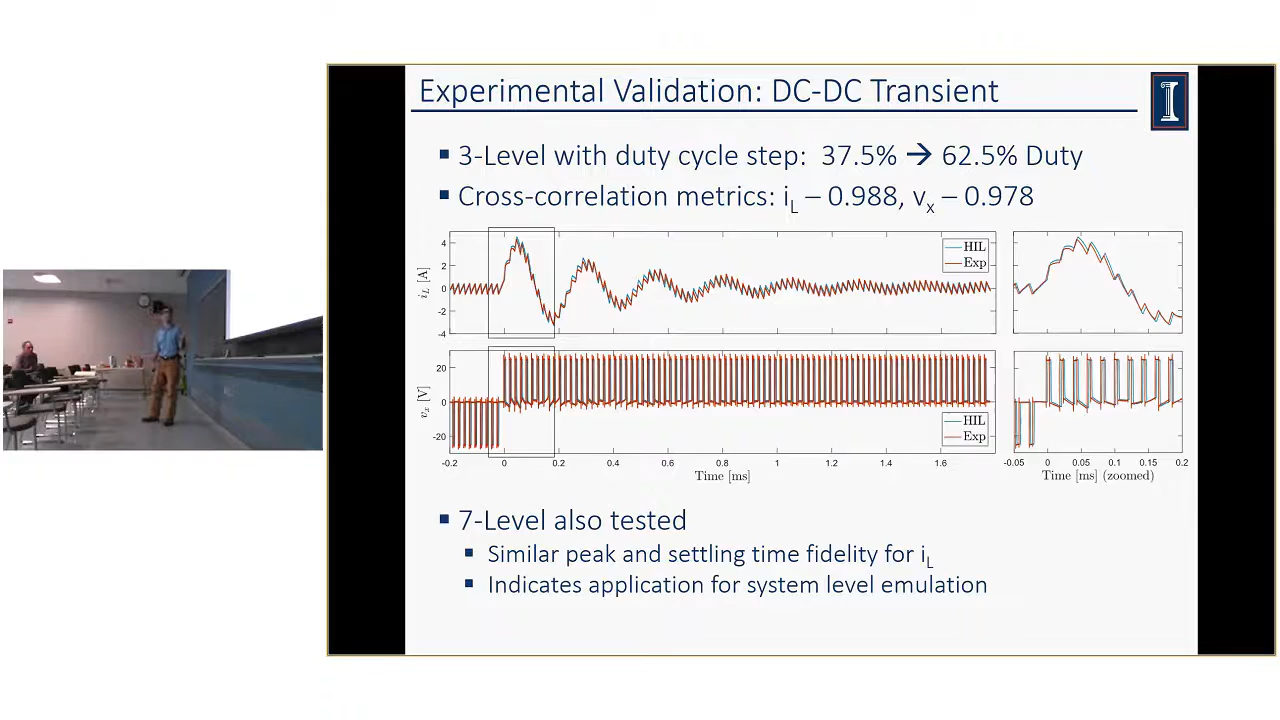 Experimental Validation: DC-DC Transient
▪ 3-Level with duty cycle step: 37.5% → 62.5% Duty
▪ Cross-correlation metrics: iL – 0.988, vx – 0.978
4
2
0
-2
-4
iL [A]
HIL
Exp
20
0
-20
vx [V]
HIL
Exp
-0.2 0 0.2 0.4 0.6 0.8 1 1.2 1.4 1.6
Time [ms]
-0.05 0 0.05 0.1 0.15 0.2
Time [ms] (zoomed)
▪ 7-Level also tested
▪ Similar peak and settling time fidelity for iL
▪ Indicates application for system level emulation